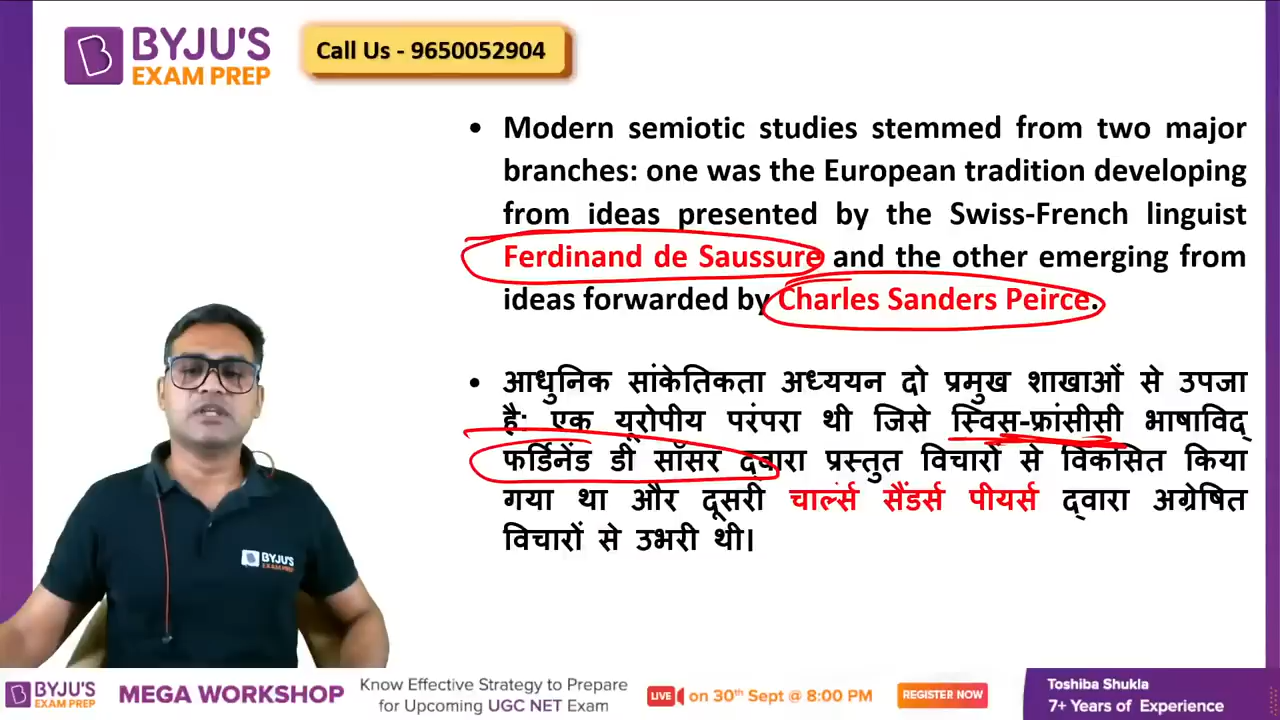 BYJU'S
EXAM PREP
Call Us - 9650052904
• Modern semiotic studies stemmed from two major
branches: one was the European tradition developing
from ideas presented by the Swiss-French linguist
Ferdinand de Saussure and the other emerging from
ideas forwarded by Charles Sanders Peirce.
• आधुनिक सांकेतिकता अध्ययन दो प्रमुख शाखाओं से उपजा
है: एक यूरोपीय परंपरा थी जिसे स्विस-फ्रांसीसी भाषाविद्
फर्डिनेंड डी सॉसर द्वारा प्रस्तुत विचारों से विकसित किया
गया था और दूसरी चार्ल्स सैंडर्स पीयर्स द्वारा अग्रेषित
विचारों से उभरी थी।
BYJU'S
BYJU'S
EXAM PREP
MEGA WORKSHOP
Know Effective Strategy to Prepare
for Upcoming UGC NET Exam
LIVE on 30th Sept @ 8:00 PM
REGISTER NOW
Toshiba Shukla
7+ Years of Experience